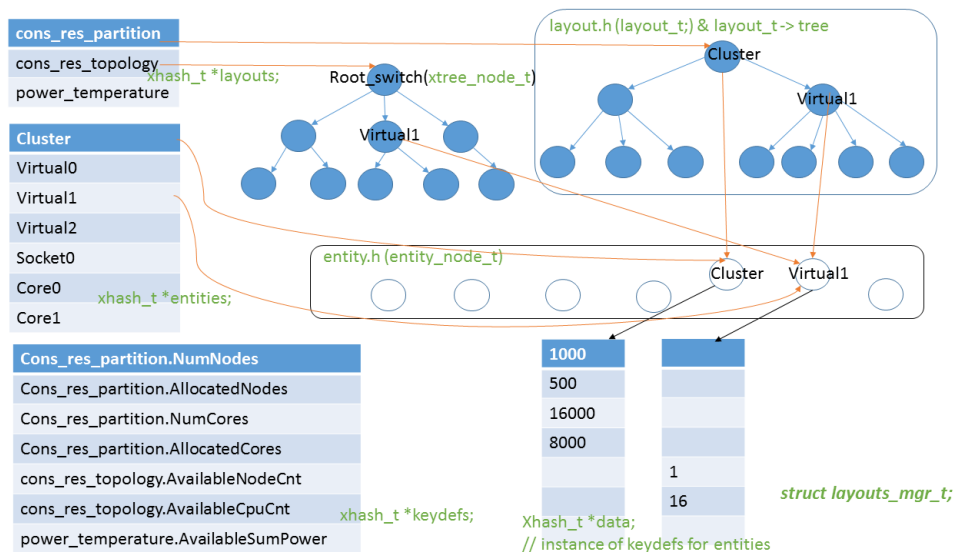 cons_res_partition
cons_res_topology
power_temperature
xhash_t *layouts;
Root_switch(xtree_node_t)
Virtual1
layout.h (layout_t;) & layout_t-> tree
Cluster
Virtual1
Cluster
Virtual0
Virtual1
Virtual2
Socket0
Core0
Core1
xhash_t *entities;
entity.h (entity_node_t)
Cluster
Virtual1
Cons_res_partition.NumNodes
Cons_res_partition.AllocatedNodes
Cons_res_partition.NumCores
Cons_res_partition.AllocatedCores
cons_res_topology.AvailableNodeCnt
cons_res_topology.AvailableCpuCnt
power_temperature.AvailableSumPower
xhash_t *keydefs;
1000
500
16000
8000
1
16
Xhash_t *data;
// instance of keydefs for entities
struct layouts_mgr_t;